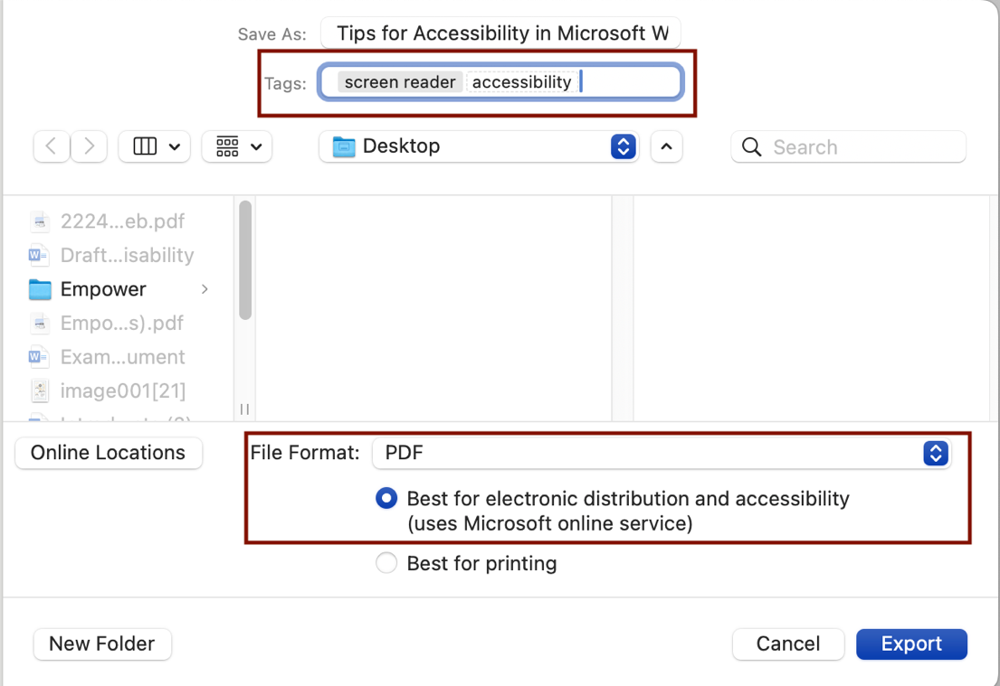 Save As: Tips for Accessibility in Microsoft W
Tags: screen reader accessibility
Desktop
Search
2224...eb.pdf
Draft...isability
Empower
Empo...s).pdf
Exam...ument
image001[21]
Online Locations
File Format: PDF
Best for electronic distribution and accessibility
(uses Microsoft online service)
Best for printing
New Folder
Cancel
Export